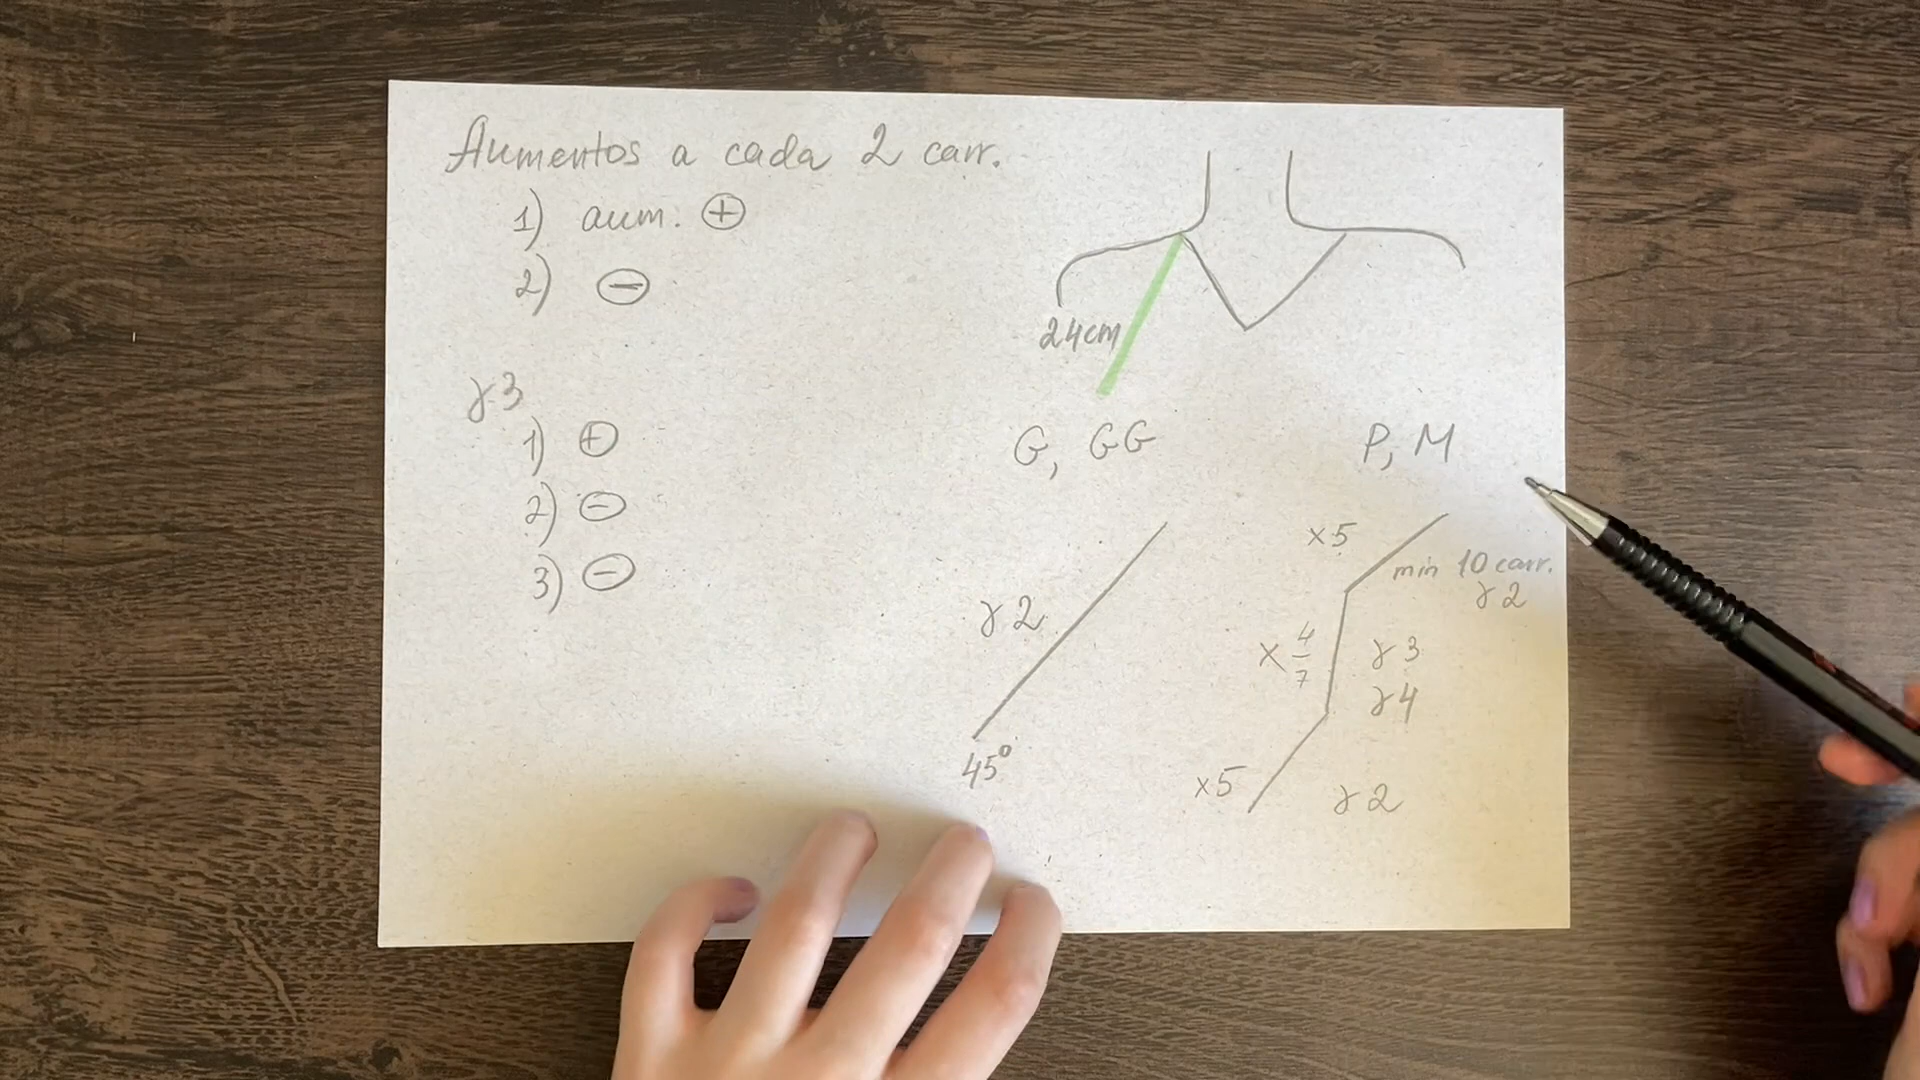 Aumentos a cada 2 carr.
1) aum. +
2) -
γ3
1) +
2) -
3) -
24cm
G, GG
P, M
γ2
45°
×5
min 10 carr.
γ2
× 4/7
γ3
γ4
×5
γ2